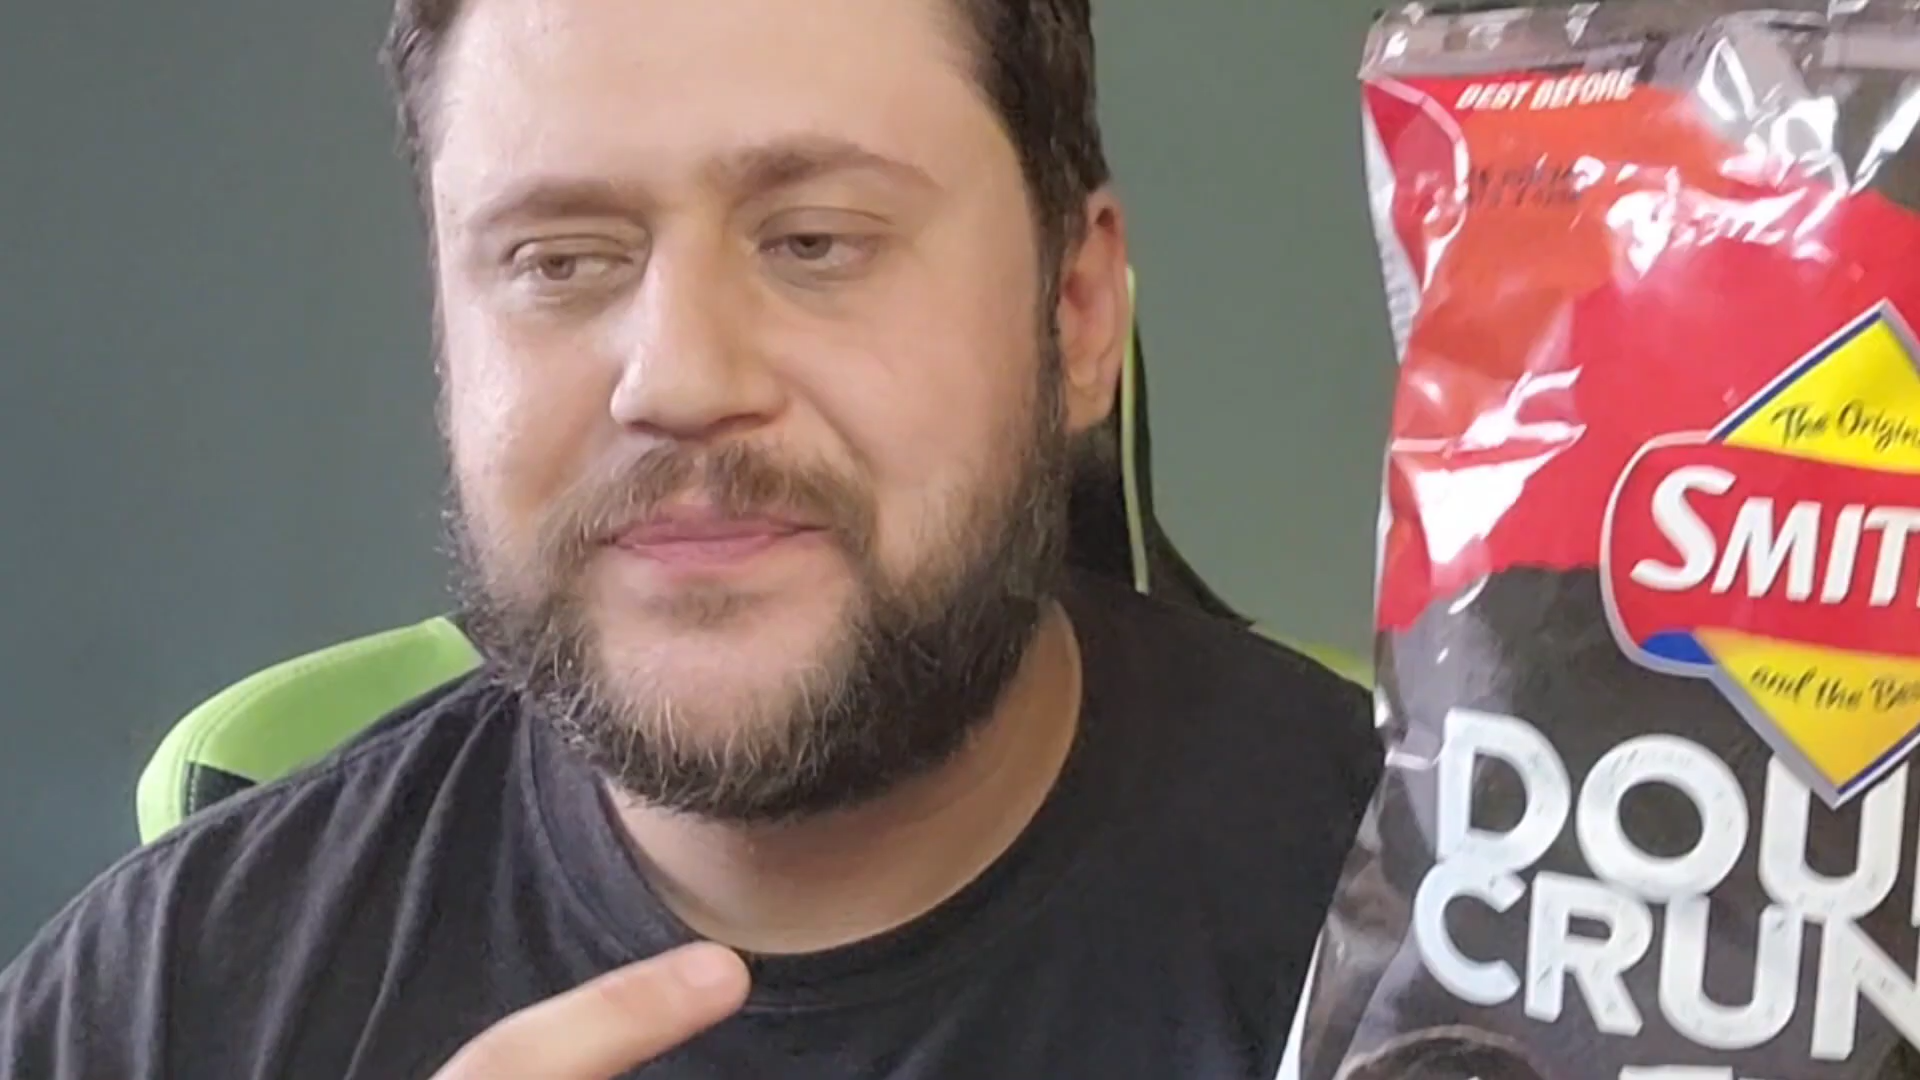 BEST BEFORE
The Origin
SMIT
and the Be
DOU
CRUN